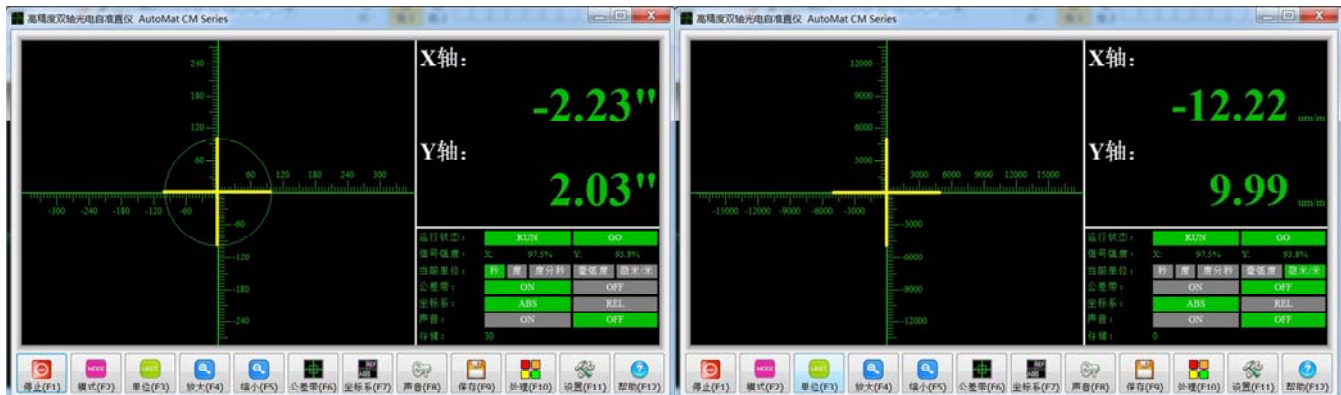 高精度双轴光电自准直仪 AutoMat CM Series
240
180
120
60
60 120 180 240 300
-300 -240 -180 -120 -60
-60
-120
-180
-240
X轴:
-2.23"
Y轴:
2.03"
运行状态: RUN GO
信号强度: X: 97.5% Y: 93.8%
当前单位: 秒 度 度分秒 毫弧度 微米/米
公差带: ON OFF
坐标系: ABS REL
声音: ON OFF
存储: 30
停止(F1) 模式(F2) 单位(F3) 放大(F4) 缩小(F5) 公差带(F6) 坐标系(F7) 声音(F8) 保存(F9) 处理(F10) 设置(F11) 帮助(F12)
高精度双轴光电自准直仪 AutoMat CM Series
12000
9000
6000
3000
3000 6000 9000 12000 15000
-15000 -12000 -9000 -6000 -3000
-3000
-6000
-9000
-12000
X轴:
-12.22 um/m
Y轴:
9.99 um/m
运行状态: RUN GO
信号强度: X: 97.5% Y: 93.8%
当前单位: 秒 度 度分秒 毫弧度 微米/米
公差带: ON OFF
坐标系: ABS REL
声音: ON OFF
存储: 0
停止(F1) 模式(F2) 单位(F3) 放大(F4) 缩小(F5) 公差带(F6) 坐标系(F7) 声音(F8) 保存(F9) 处理(F10) 设置(F11) 帮助(F12)